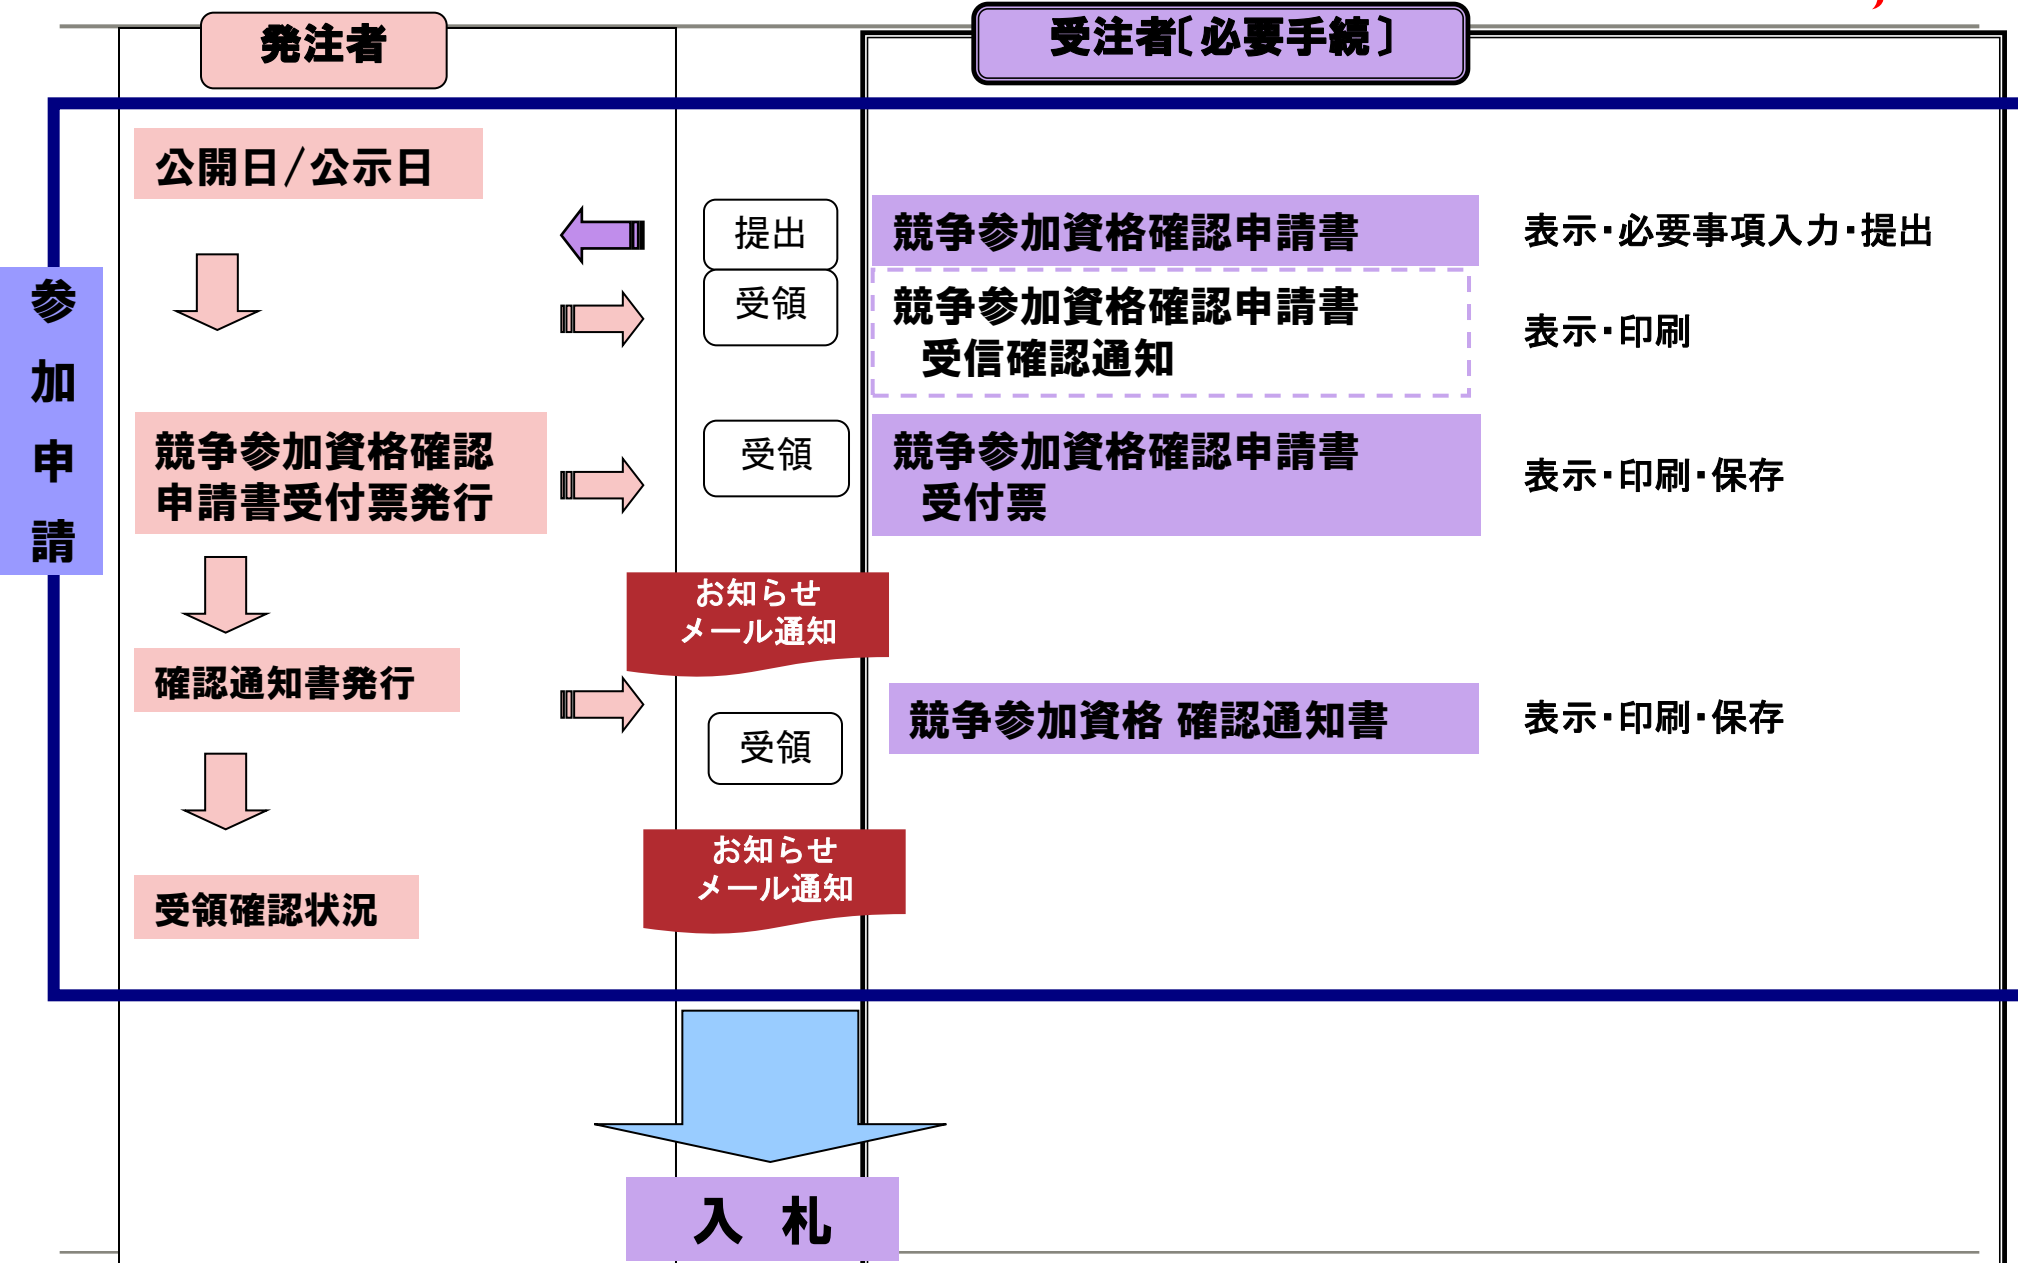 発注者
受注者〔必要手続〕
公開日/公示日
提出
競争参加資格確認申請書
表示・必要事項入力・提出
参
加
申
請
受領
競争参加資格確認申請書
受信確認通知
表示・印刷
競争参加資格確認
申請書受付票発行
受領
競争参加資格確認申請書
受付票
表示・印刷・保存
お知らせ
メール通知
確認通知書発行
受領
競争参加資格 確認通知書
表示・印刷・保存
お知らせ
メール通知
受領確認状況
入 札